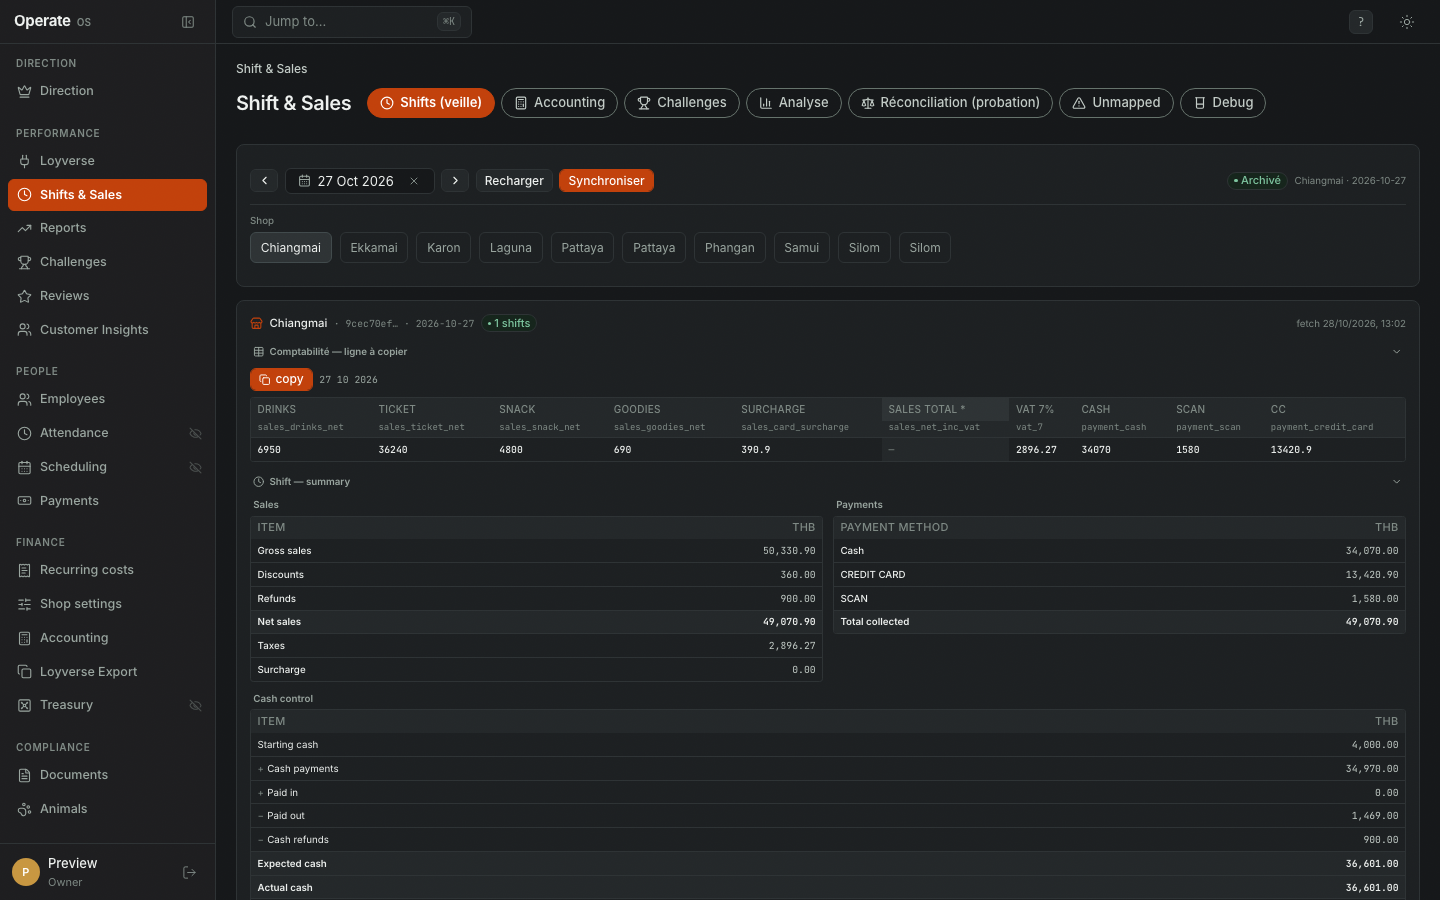 Operate os
Jump to...
⌘K
?
DIRECTION
Direction
PERFORMANCE
Loyverse
Shifts & Sales
Reports
Challenges
Reviews
Customer Insights
PEOPLE
Employees
Attendance
Scheduling
Payments
FINANCE
Recurring costs
Shop settings
Accounting
Loyverse Export
Treasury
COMPLIANCE
Documents
Animals
P
Preview
Owner
Shift & Sales
Shift & Sales
Shifts (veille)
Accounting
Challenges
Analyse
Réconciliation (probation)
Unmapped
Debug
27 Oct 2026
Recharger
Synchroniser
• Archivé
Chiangmai · 2026-10-27
Shop
Chiangmai
Ekkamai
Karon
Laguna
Pattaya
Pattaya
Phangan
Samui
Silom
Silom
Chiangmai · 9cec70ef… · 2026-10-27 • 1 shifts
fetch 28/10/2026, 13:02
Comptabilité — ligne à copier
copy 27 10 2026
DRINKS TICKET SNACK GOODIES SURCHARGE SALES TOTAL * VAT 7% CASH SCAN CC
sales_drinks_net sales_ticket_net sales_snack_net sales_goodies_net sales_card_surcharge sales_net_inc_vat vat_7 payment_cash payment_scan payment_credit_card
6950 36240 4800 690 390.9 — 2896.27 34070 1580 13420.9
Shift — summary
Sales
ITEM THB
Gross sales 50,330.90
Discounts 360.00
Refunds 900.00
Net sales 49,070.90
Taxes 2,896.27
Surcharge 0.00
Payments
PAYMENT METHOD THB
Cash 34,070.00
CREDIT CARD 13,420.90
SCAN 1,580.00
Total collected 49,070.90
Cash control
ITEM THB
Starting cash 4,000.00
+ Cash payments 34,970.00
+ Paid in 0.00
− Paid out 1,469.00
− Cash refunds 900.00
Expected cash 36,601.00
Actual cash 36,601.00